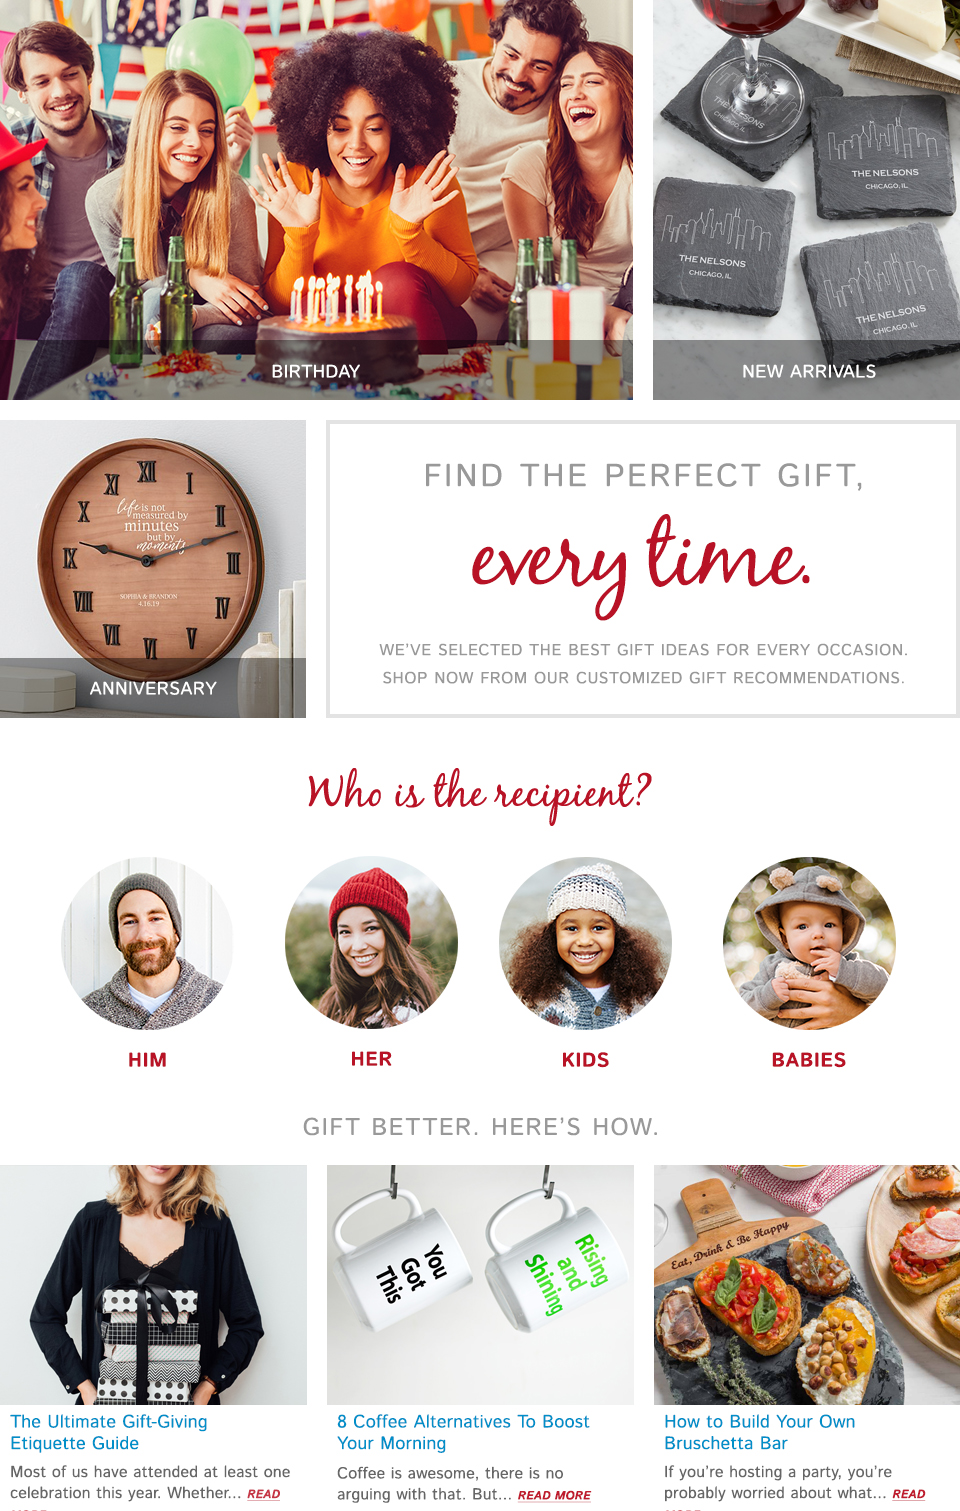 THE NELSONS
CHICAGO, IL
THE NELSONS
CHICAGO, IL
THE NELSONS
CHICAGO, IL
THE NELSONS
CHICAGO, IL
BIRTHDAY
NEW ARRIVALS
XII
I
II
III
IV
V
VI
VII
VIII
IX
X
XI
life is not
measured by
minutes
but by
moments
SOPHIA & BRANDON
4.16.19
ANNIVERSARY
FIND THE PERFECT GIFT,
every time.
WE'VE SELECTED THE BEST GIFT IDEAS FOR EVERY OCCASION.
SHOP NOW FROM OUR CUSTOMIZED GIFT RECOMMENDATIONS.
Who is the recipient?
HIM
HER
KIDS
BABIES
GIFT BETTER. HERE'S HOW.
You
Got
This
Rising
and
Shining
Eat, Drink & Be Happy
The Ultimate Gift-Giving
Etiquette Guide
Most of us have attended at least one
celebration this year. Whether... READ
MORE
8 Coffee Alternatives To Boost
Your Morning
Coffee is awesome, there is no
arguing with that. But... READ MORE
How to Build Your Own
Bruschetta Bar
If you're hosting a party, you're
probably worried about what... READ
MORE